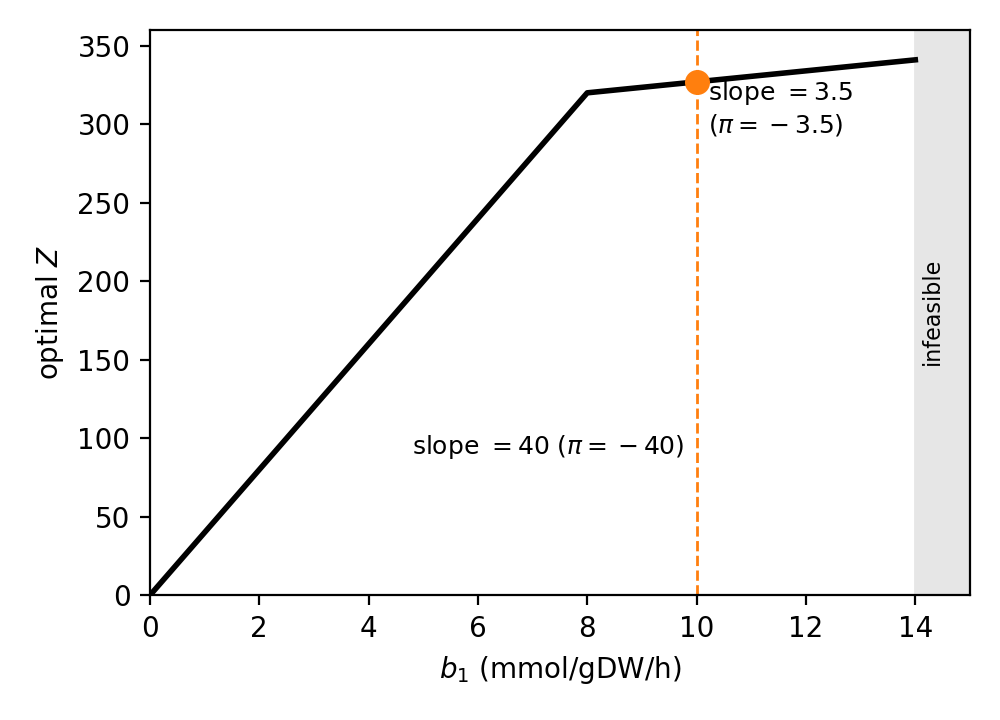 350
300
250
200
150
100
50
0
optimal Z
slope = 3.5
(π = − 3.5)
slope = 40 (π = − 40)
infeasible
0 2 4 6 8 10 12 14
b₁ (mmol/gDW/h)